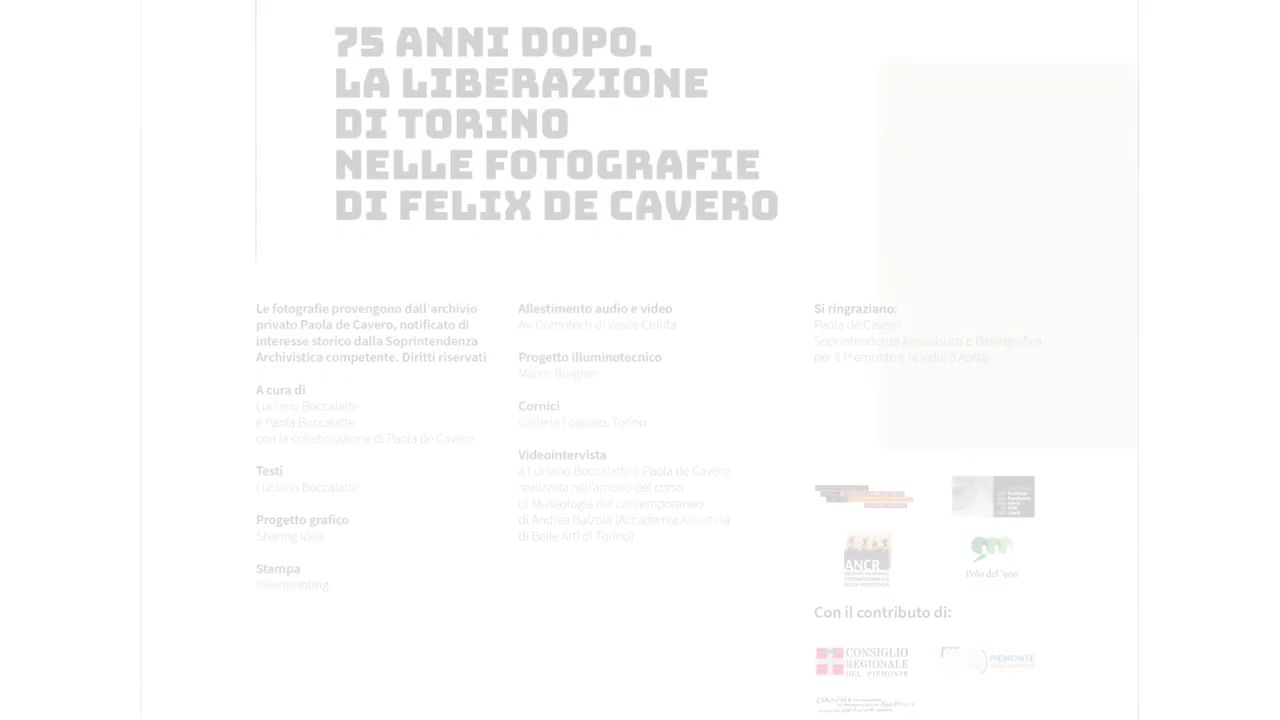 75 ANNI DOPO.
LA LIBERAZIONE
DI TORINO
NELLE FOTOGRAFIE
DI FELIX DE CAVERO
Le fotografie provengono dall'archivio
privato Paola de Cavero, notificato di
interesse storico dalla Soprintendenza
Archivistica competente. Diritti riservati
A cura di
Luciano Boccalatte
e Paola Boccalatte
con la collaborazione di Paola de Cavero
Testi
Luciano Boccalatte
Progetto grafico
Sharing Idea
Stampa
Allestimento audio e video
Av-Domotech di Vasile Chirita
Progetto illuminotecnico
Marco Burgher
Cornici
Galleria Fogliato, Torino
Videointervista
a Luciano Boccalatte e Paola de Cavero
realizzata nell'ambito del corso
di Museologia del contemporaneo
di Andrea Balzola (Accademia Albertina
di Belle Arti di Torino)
Si ringraziano:
Paola de Cavero
Soprintendenza Archivistica e Bibliografica
per il Piemonte e la Valle d'Aosta
ANCR
Polo del '900
Con il contributo di:
CONSIGLIO
REGIONALE
DEL PIEMONTE
PIEMONTE